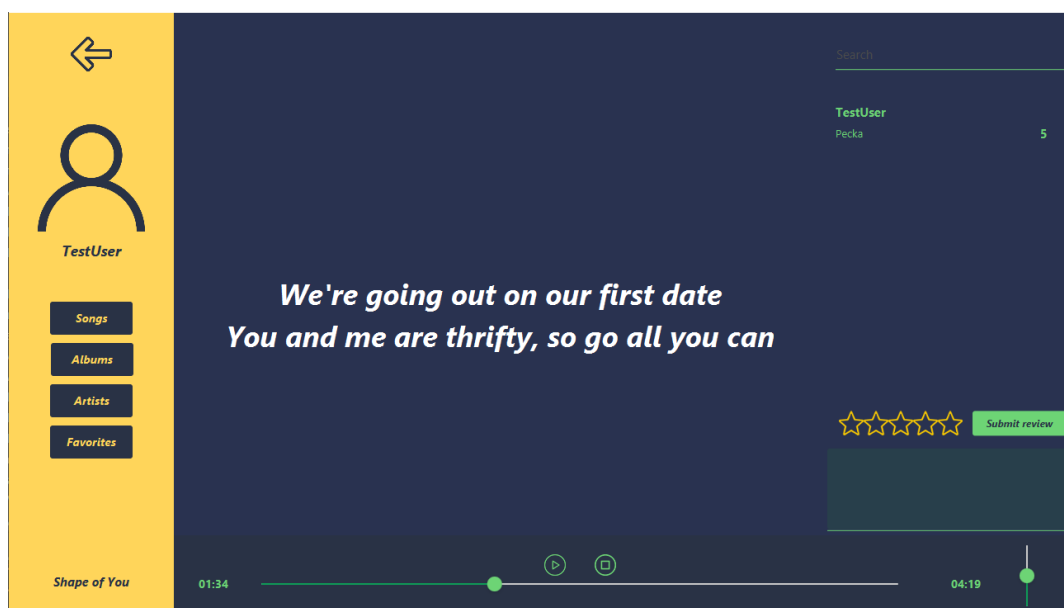 TestUser
Songs
Albums
Artists
Favorites
Shape of You
We're going out on our first date
You and me are thrifty, so go all you can
Search
TestUser
Pecka 5
Submit review
01:34 04:19